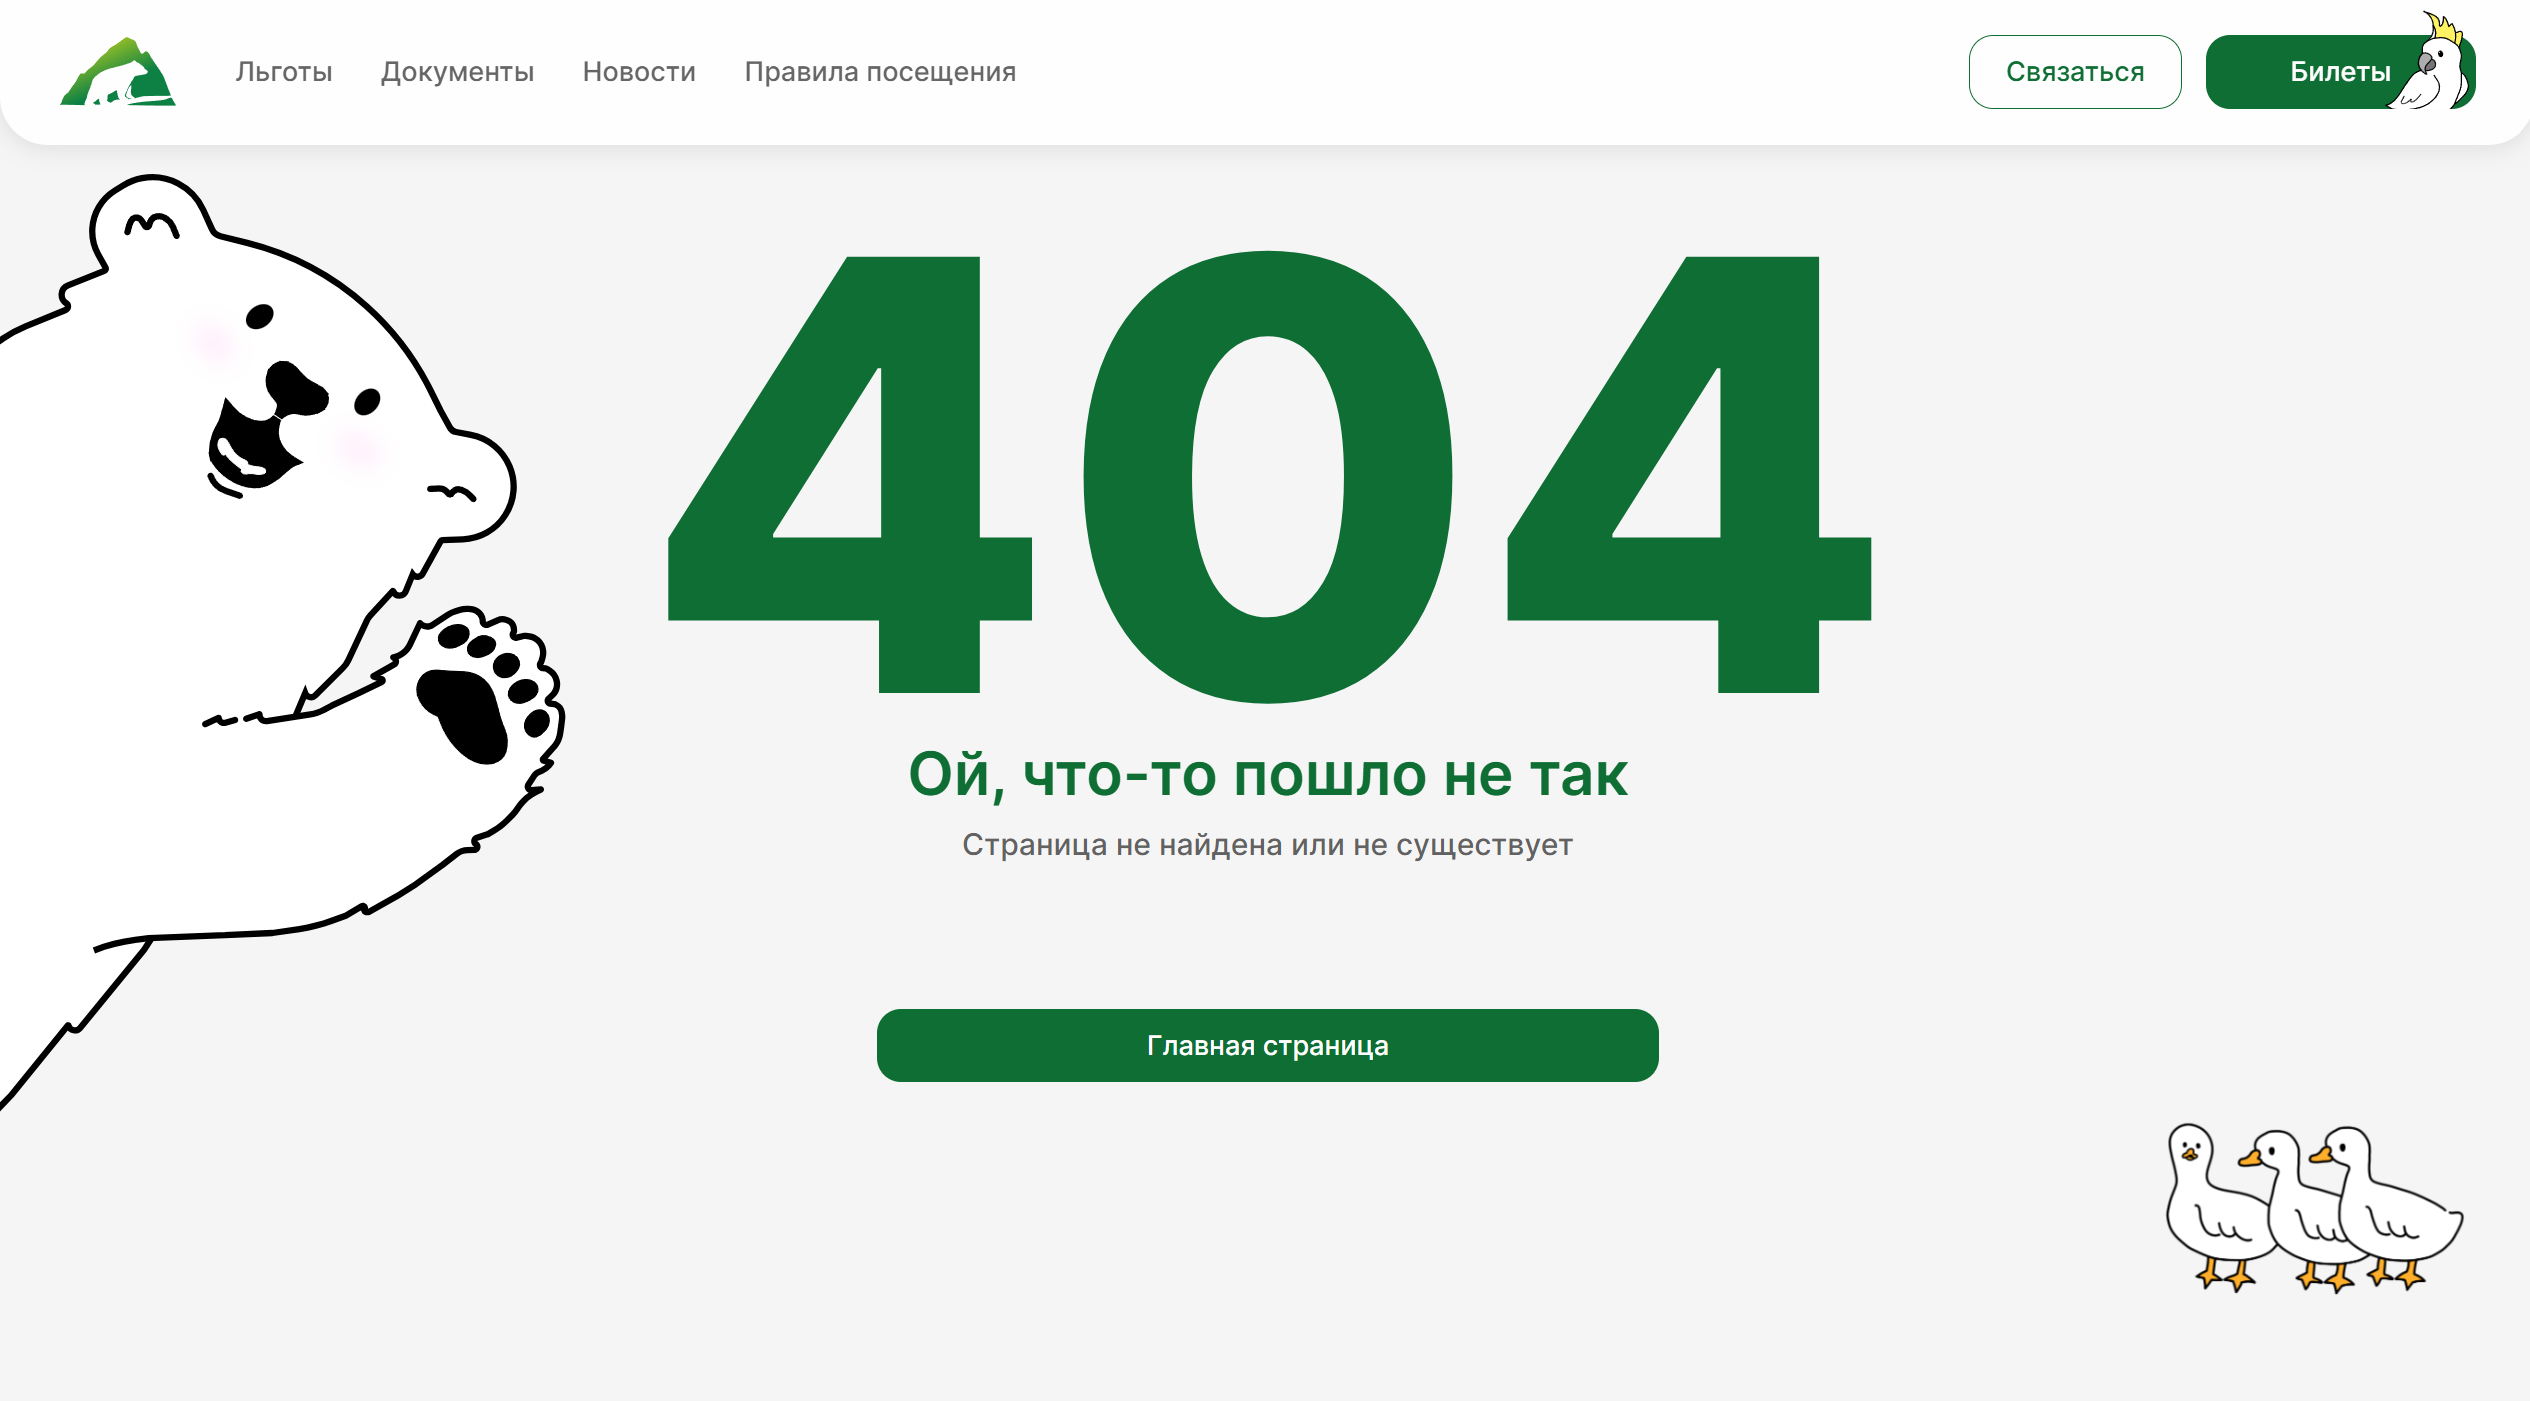 Льготы Документы Новости Правила посещения Связаться Билеты
404
Ой, что-то пошло не так
Страница не найдена или не существует
Главная страница